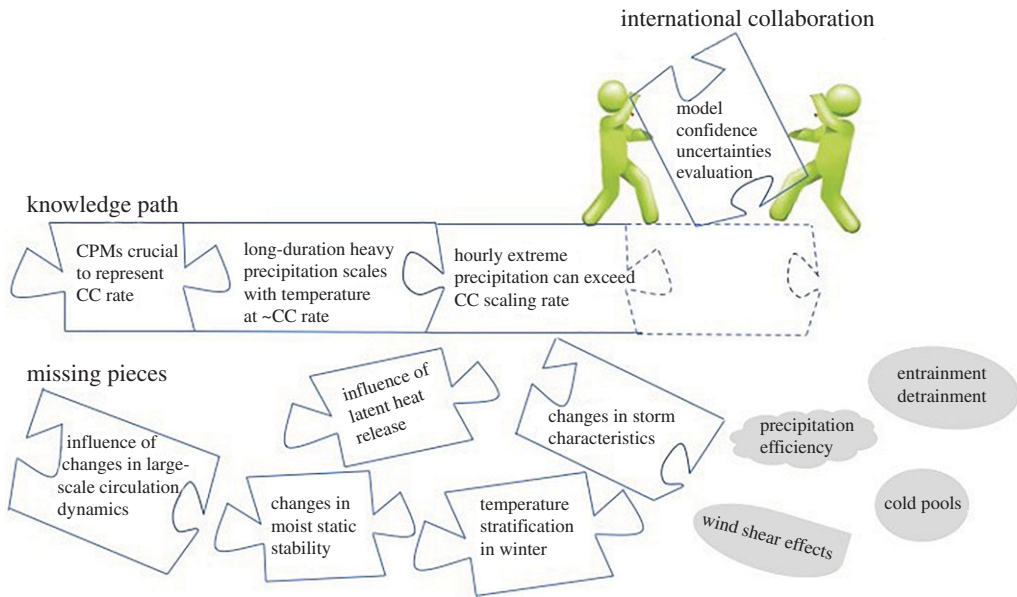 international collaboration
model
confidence
uncertainties
evaluation
knowledge path
CPMs crucial
to represent
CC rate
long-duration heavy
precipitation scales
with temperature
at ~CC rate
hourly extreme
precipitation can exceed
CC scaling rate
missing pieces
influence of
changes in large-
scale circulation
dynamics
influence of
latent heat
release
changes in storm
characteristics
changes in
moist static
stability
temperature
stratification
in winter
precipitation
efficiency
entrainment
detrainment
wind shear effects
cold pools